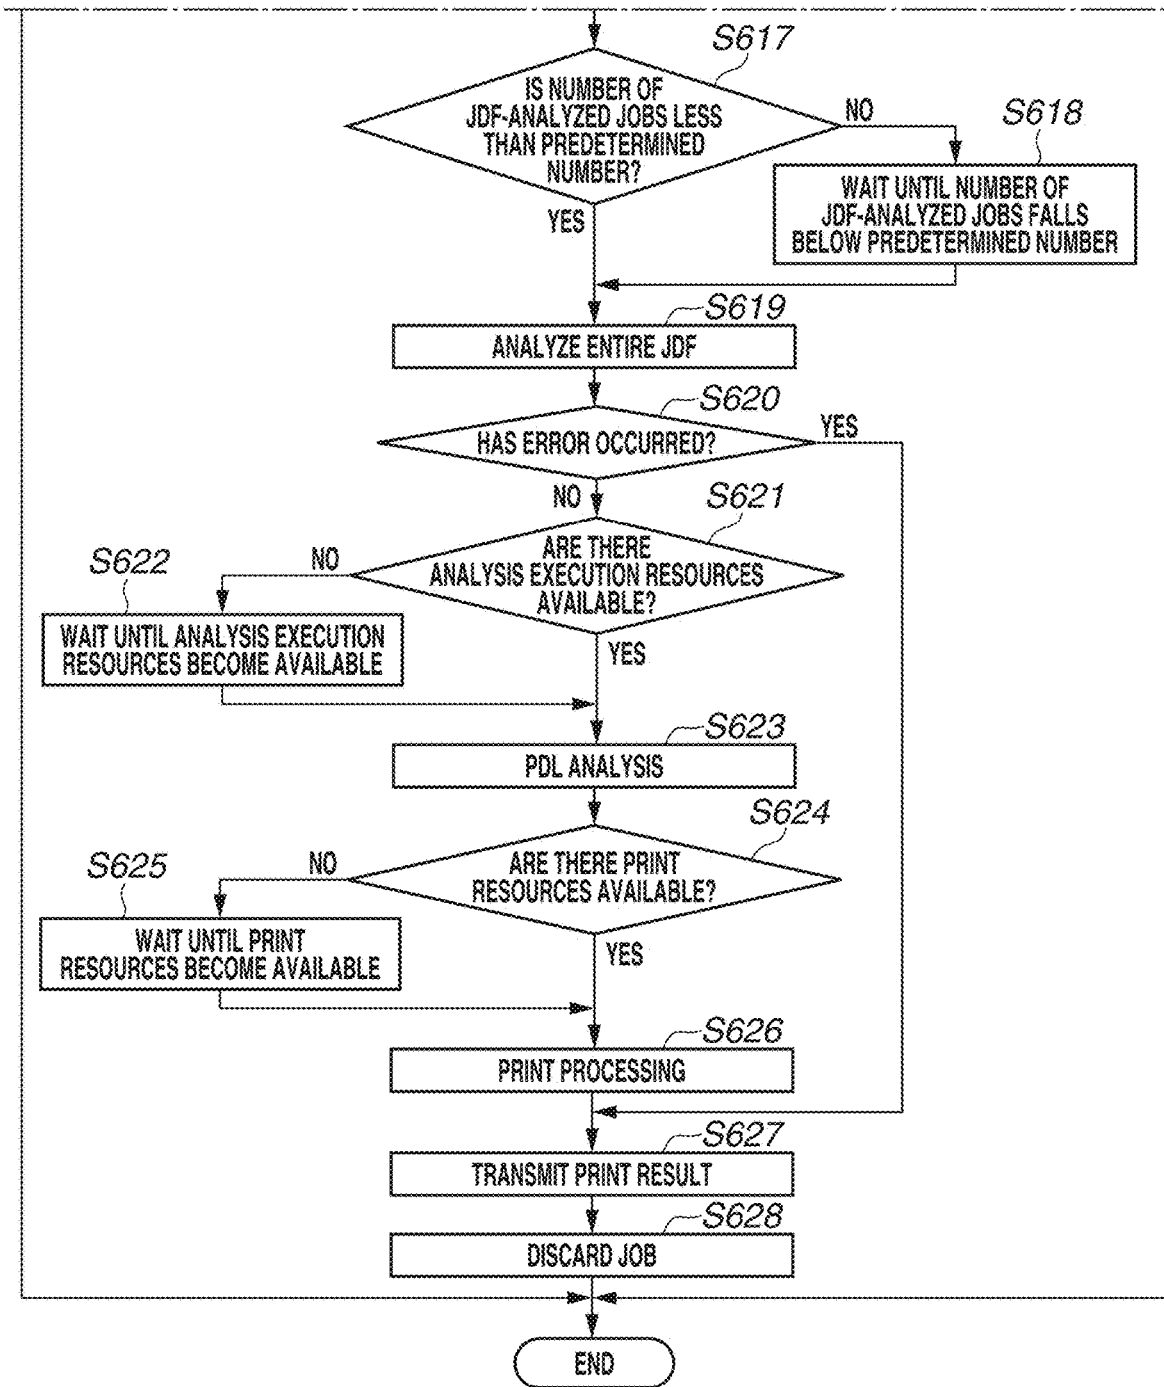 S617
IS NUMBER OF
JDF-ANALYZED JOBS LESS
THAN PREDETERMINED
NUMBER?
NO
S618
WAIT UNTIL NUMBER OF
JDF-ANALYZED JOBS FALLS
BELOW PREDETERMINED NUMBER
YES
S619
ANALYZE ENTIRE JDF
S620
HAS ERROR OCCURRED?
YES
NO
S621
ARE THERE
ANALYSIS EXECUTION RESOURCES
AVAILABLE?
NO
S622
WAIT UNTIL ANALYSIS EXECUTION
RESOURCES BECOME AVAILABLE
YES
S623
PDL ANALYSIS
S624
ARE THERE PRINT
RESOURCES AVAILABLE?
NO
S625
WAIT UNTIL PRINT
RESOURCES BECOME AVAILABLE
YES
S626
PRINT PROCESSING
S627
TRANSMIT PRINT RESULT
S628
DISCARD JOB
END